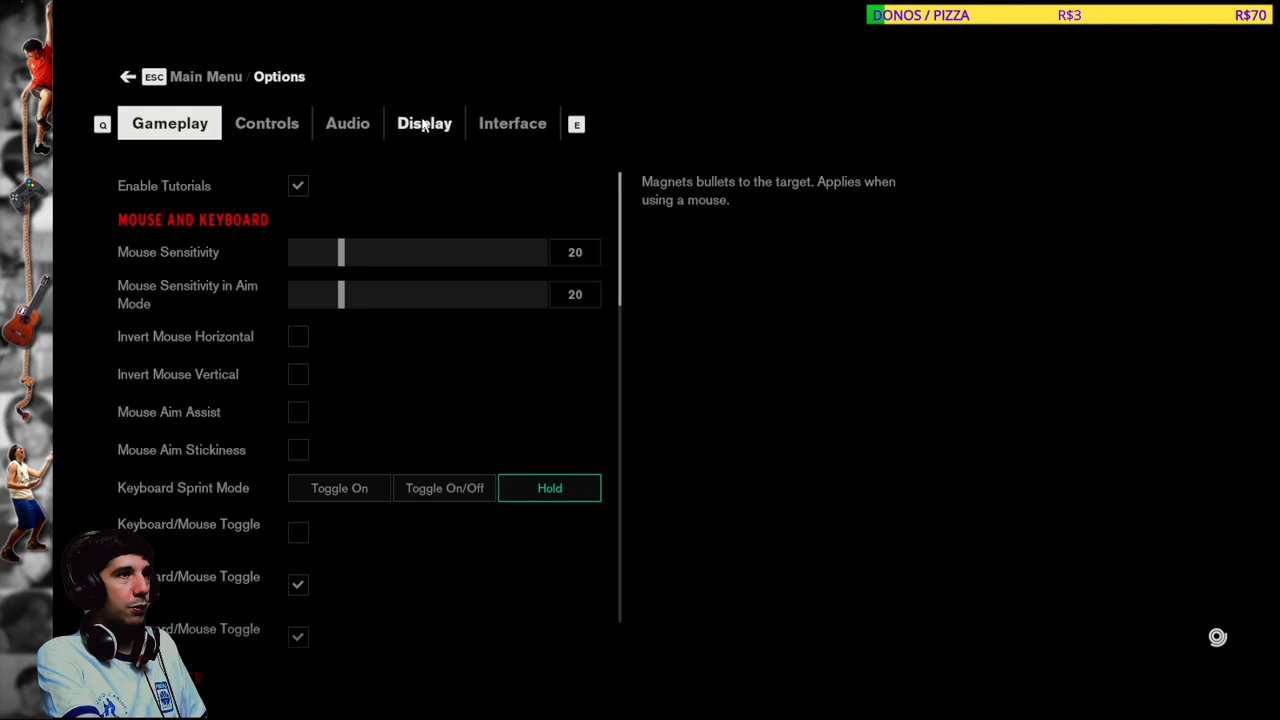 DONOS / PIZZA R$3 R$70
ESC Main Menu / Options
Q Gameplay Controls Audio Display Interface E
Enable Tutorials
MOUSE AND KEYBOARD
Mouse Sensitivity 20
Mouse Sensitivity in Aim
Mode 20
Invert Mouse Horizontal
Invert Mouse Vertical
Mouse Aim Assist
Mouse Aim Stickiness
Keyboard Sprint Mode Toggle On Toggle On/Off Hold
Keyboard/Mouse Toggle
ard/Mouse Toggle
rd/Mouse Toggle
Magnets bullets to the target. Applies when
using a mouse.